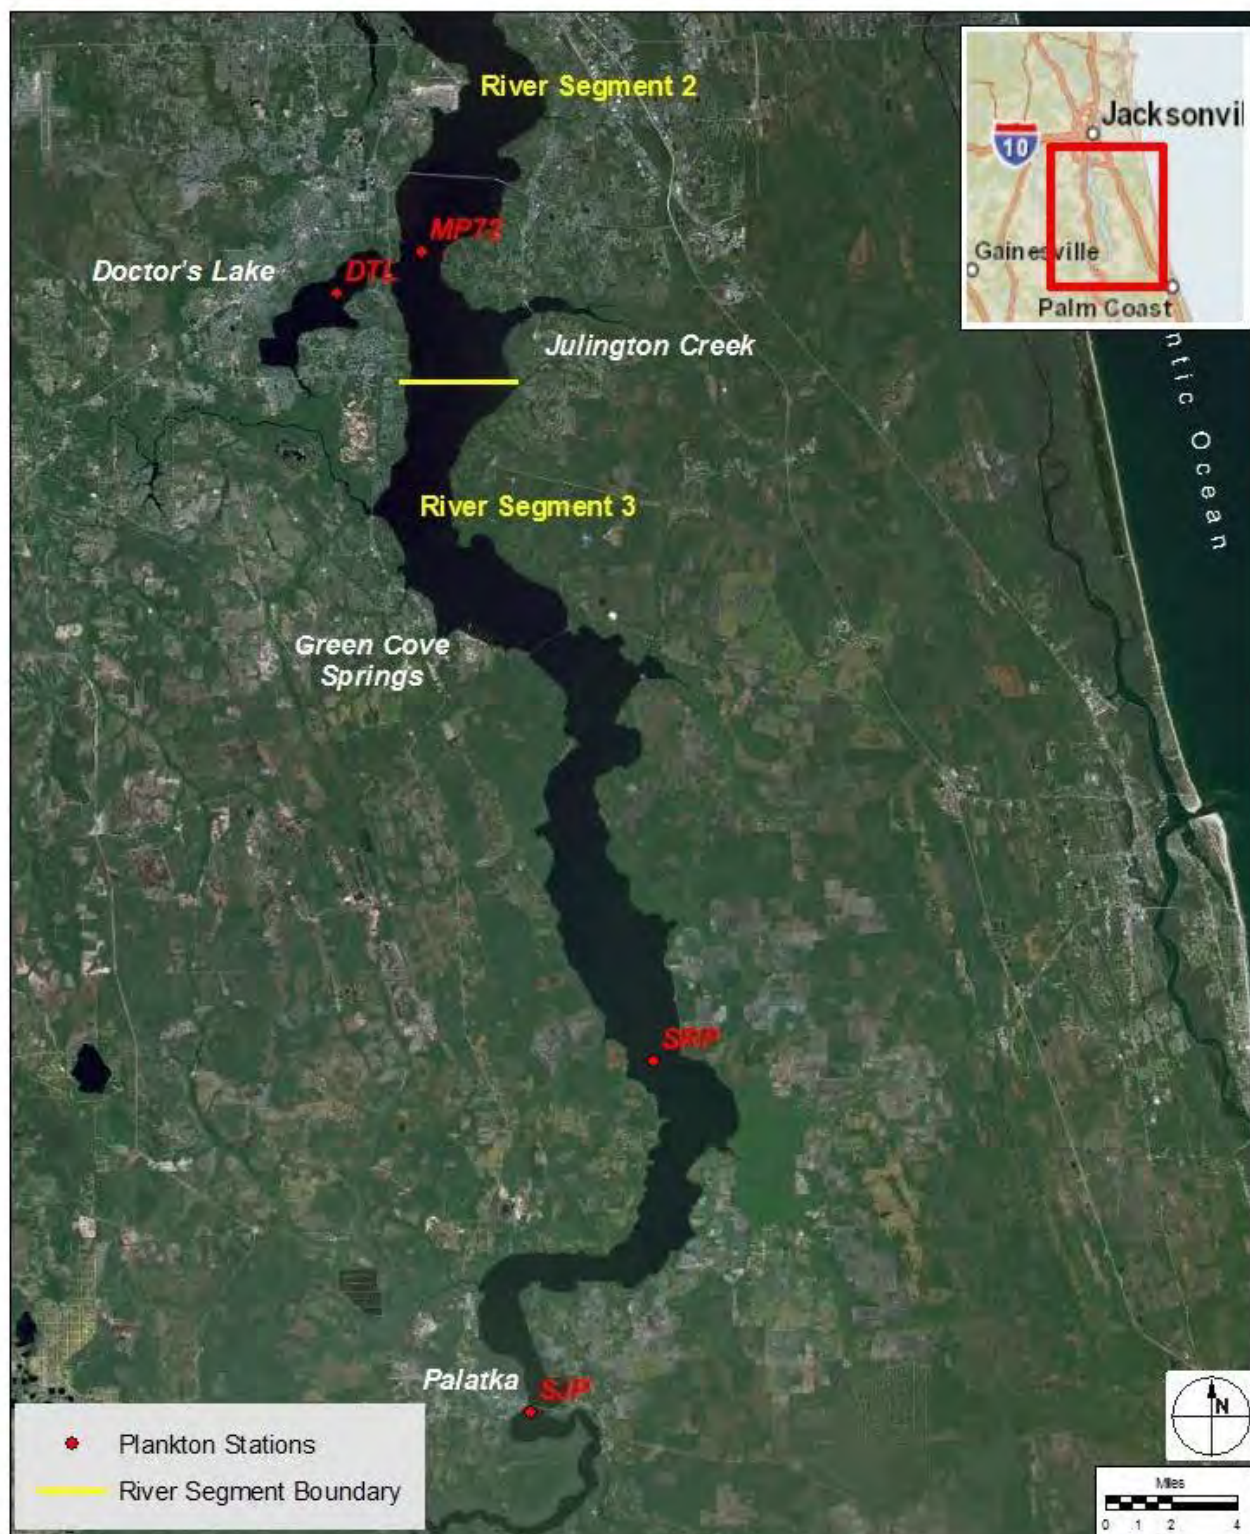 River Segment 2
10
Jacksonvil
Gainesville
Palm Coast
MP72
Doctor's Lake
DTL
Julington Creek
ntic Ocean
River Segment 3
Green Cove
Springs
SRP
Palatka
SJP
N
Plankton Stations
River Segment Boundary
Miles
0 1 2 4